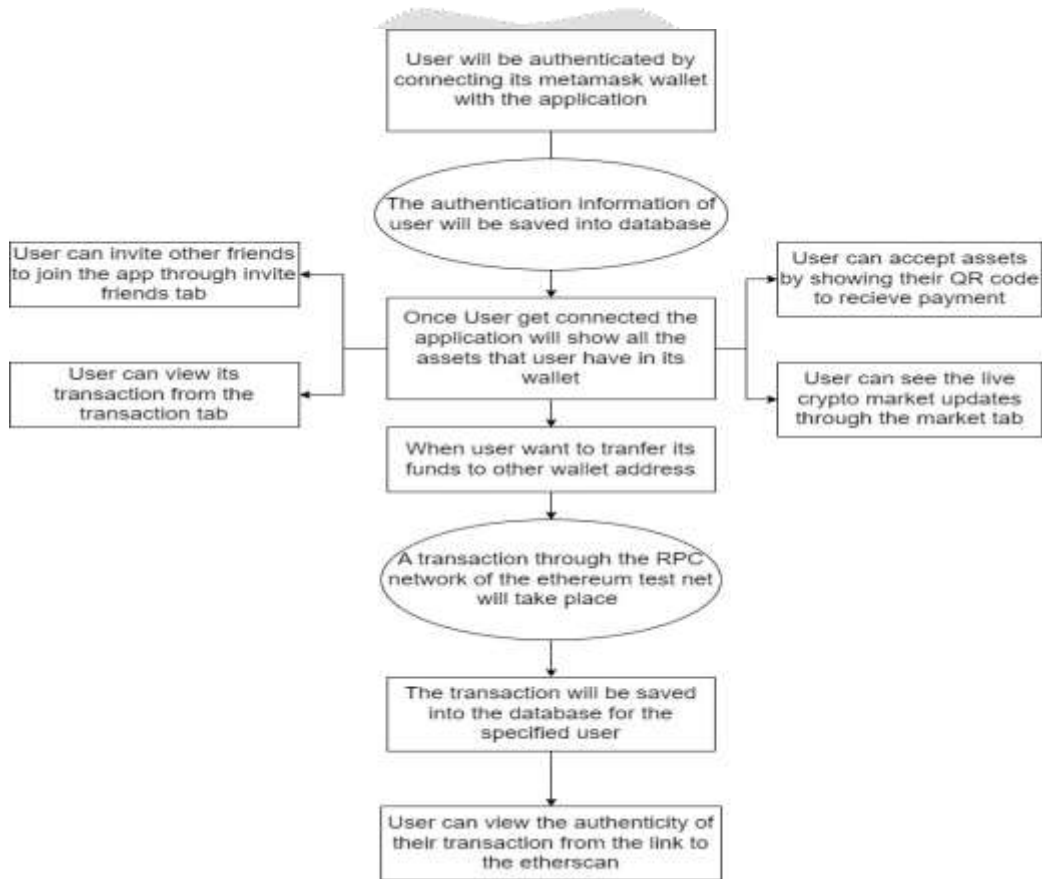 User will be authenticated by
connecting its metamask wallet
with the application
The authentication information of
user will be saved into database
User can invite other friends
to join the app through invite
friends tab
User can accept assets
by showing their QR code
to recieve payment
Once User get connected the
application will show all the
assets that user have in its
wallet
User can view its
transaction from the
transaction tab
User can see the live
crypto market updates
through the market tab
When user want to tranfer its
funds to other wallet address
A transaction through the RPC
network of the ethereum test net
will take place
The transaction will be saved
into the database for the
specified user
User can view the authenticity of
their transaction from the link to
the etherscan